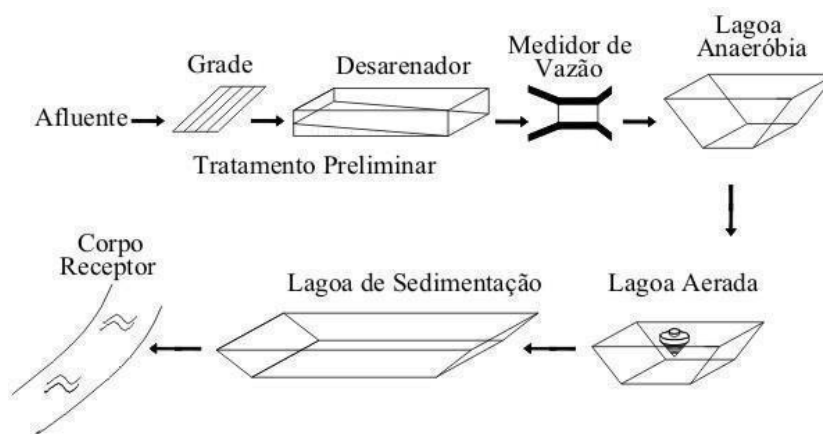 Afluente
Grade
Desarenador
Medidor de
Vazão
Lagoa
Anaeróbia
Tratamento Preliminar
Corpo
Receptor
Lagoa de Sedimentação
Lagoa Aerada